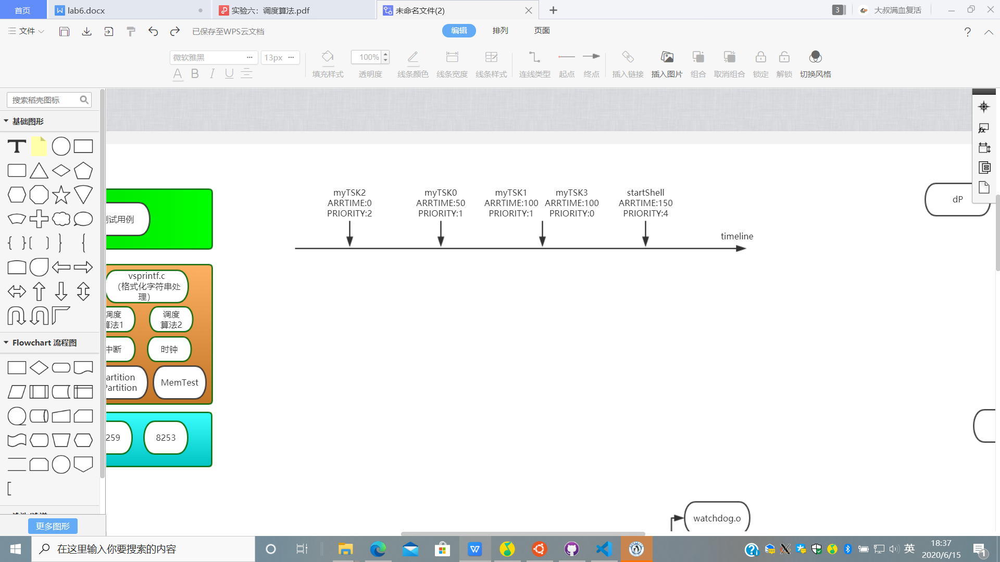 首页
lab6.docx
实验六：调度算法.pdf
未命名文件(2)
3
大叔满血复活
文件
已保存至WPS云文档
编辑
排列
页面
?
微软雅黑
13px
100%
A B I U
填充样式
透明度
线条颜色
线条宽度
线条样式
连线类型
起点
终点
插入链接
插入图片
组合
取消组合
锁定
解锁
切换风格
搜索稻壳图标
基础图形
T
Flowchart 流程图
更多图形
测试用例
vsprintf.c
（格式化字符串处
理）
调度
算法1
调度
算法2
中断
时钟
artition
Partition
MemTest
259
8253
myTSK2
ARRTIME:0
PRIORITY:2
myTSK0
ARRTIME:50
PRIORITY:1
myTSK1
ARRTIME:100
PRIORITY:1
myTSK3
ARRTIME:100
PRIORITY:0
startShell
ARRTIME:150
PRIORITY:4
timeline
dP
watchdog.o
fx
在这里输入你要搜索的内容
英
18:37
2020/6/15
1